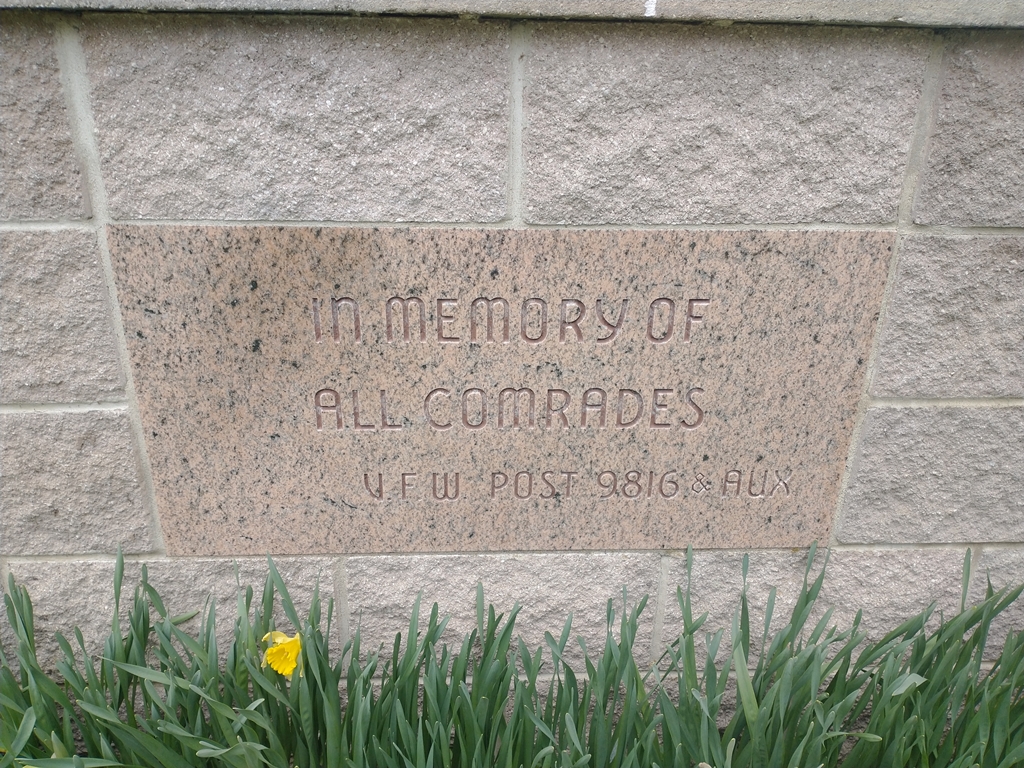 IN MEMORY OF
ALL COMRADES
V F W POST 9816 & AUX